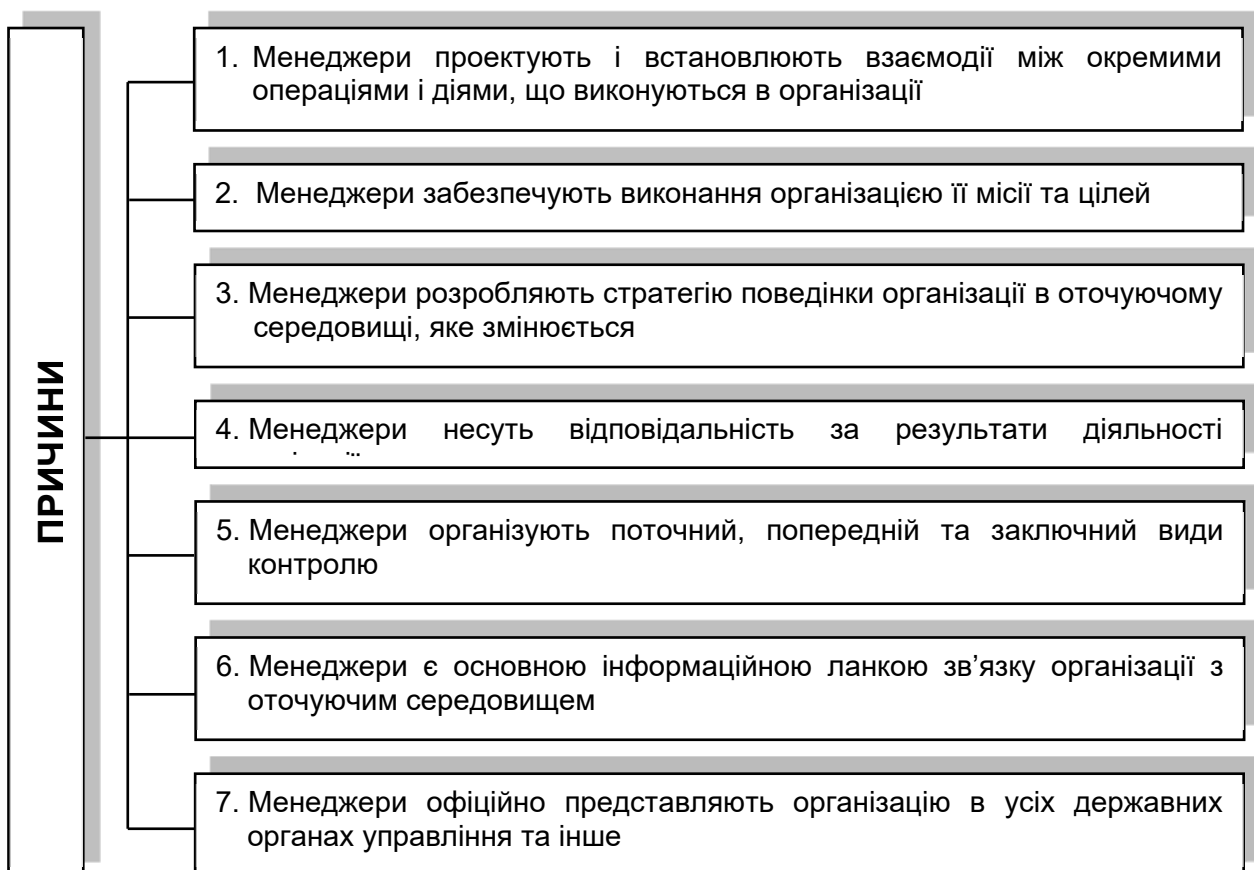 ПРИЧИНИ
1. Менеджери проектують і встановлюють взаємодії між окремими
операціями і діями, що виконуються в організації
2. Менеджери забезпечують виконання організацією її місії та цілей
3. Менеджери розробляють стратегію поведінки організації в оточуючому
середовищі, яке змінюється
4. Менеджери несуть відповідальність за результати діяльності
5. Менеджери організують поточний, попередній та заключний види
контролю
6. Менеджери є основною інформаційною ланкою зв’язку організації з
оточуючим середовищем
7. Менеджери офіційно представляють організацію в усіх державних
органах управління та інше